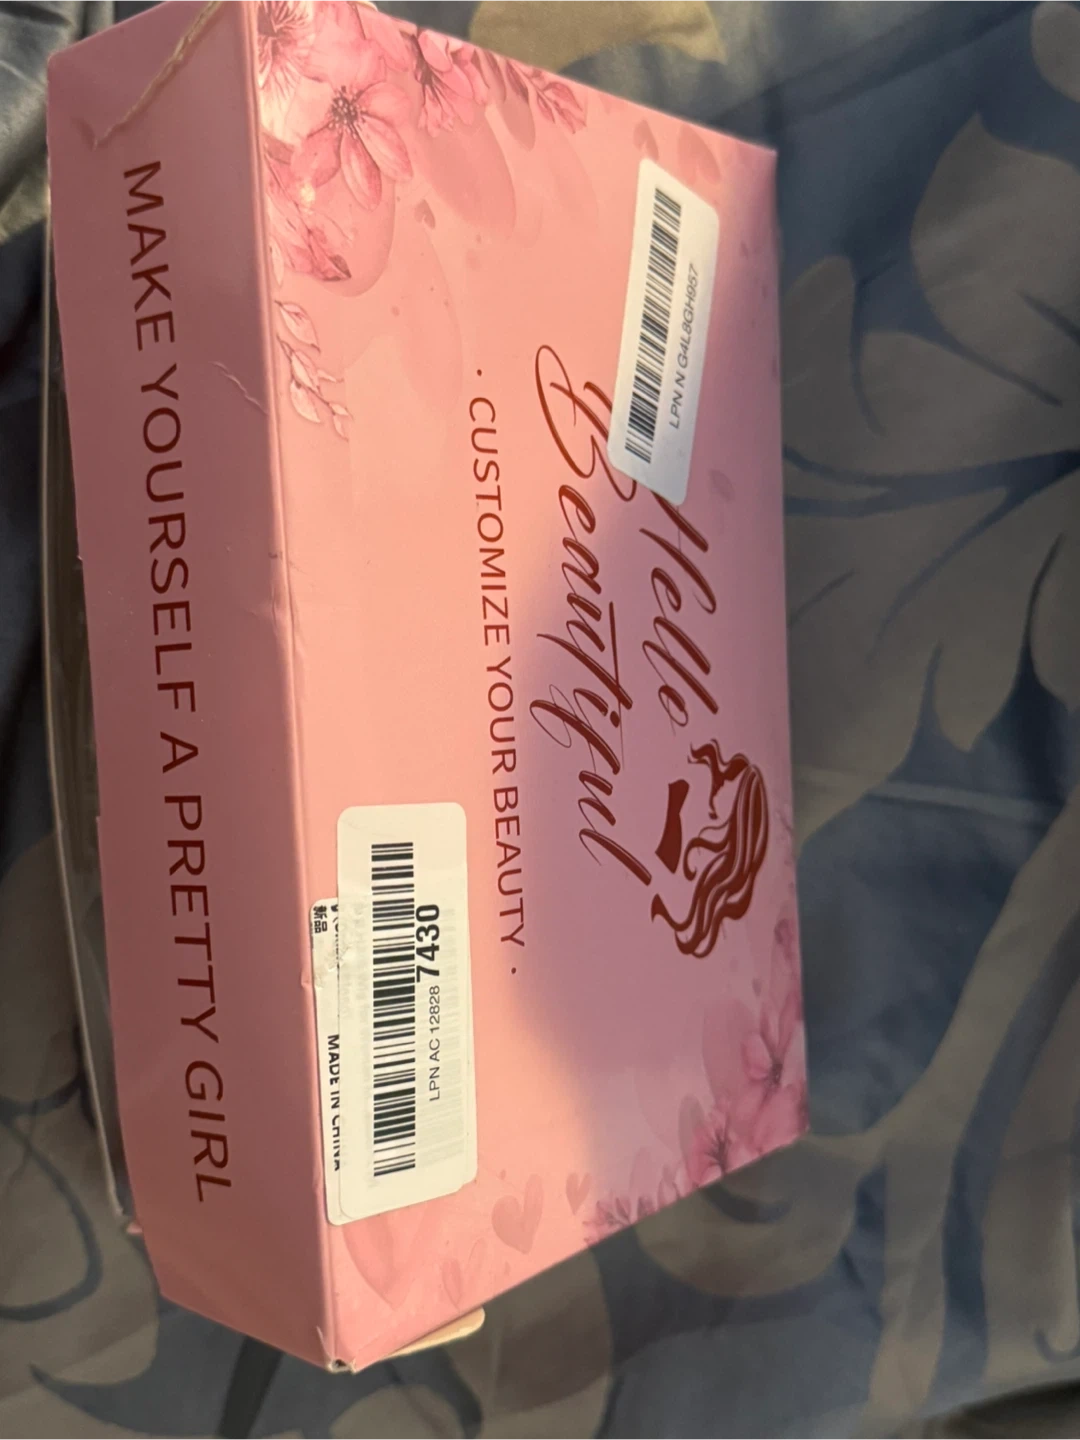 Hello
Beautiful
· CUSTOMIZE YOUR BEAUTY ·
MAKE YOURSELF A PRETTY GIRL
LPN N G4L8GH967
LPN AC 12828 7430
新品
MADE IN CHINA